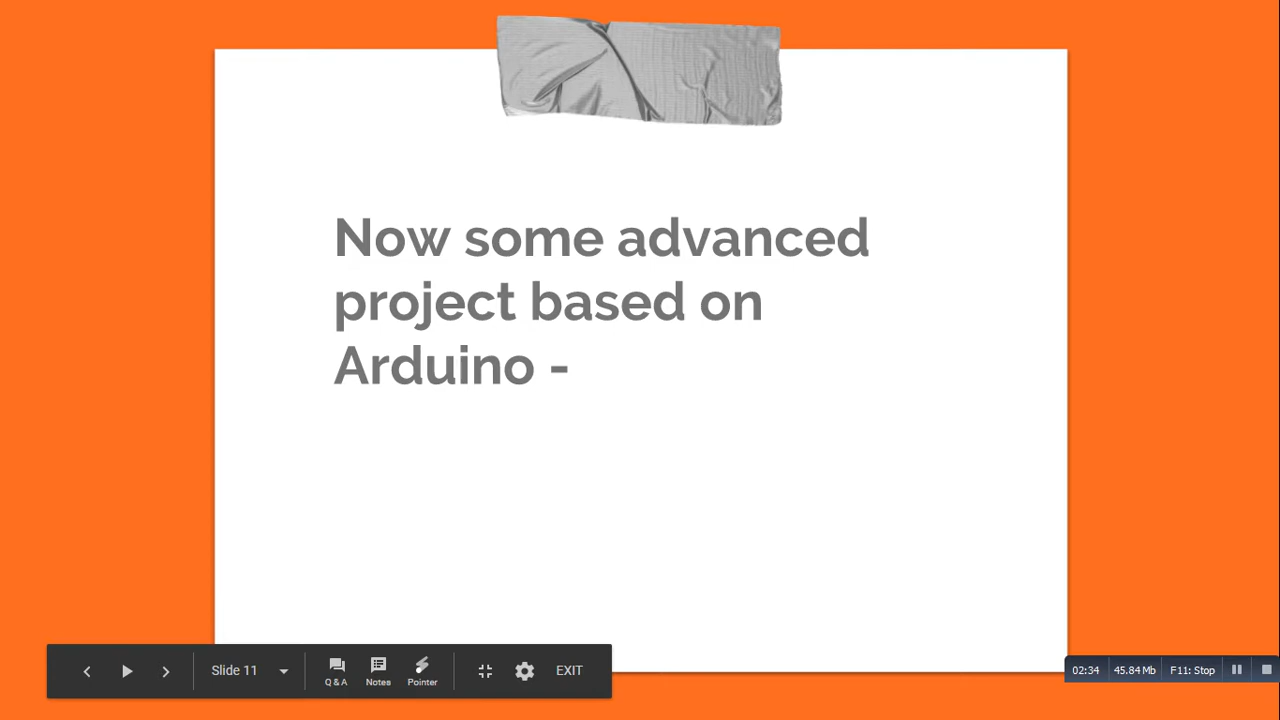 Now some advanced
project based on
Arduino -
Slide 11
Q & A
Notes
Pointer
EXIT
02:34
45.84 Mb
F11: Stop